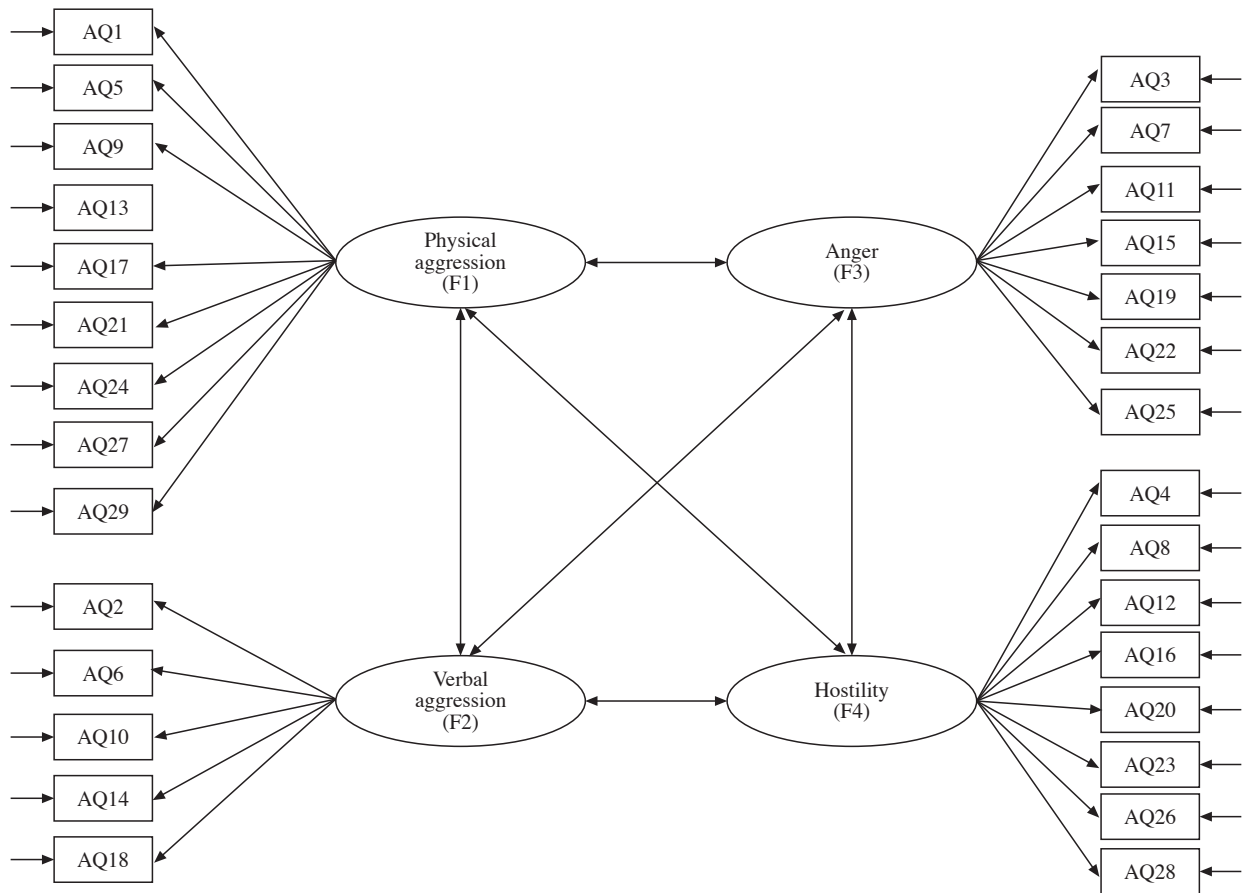 AQ1
AQ5
AQ9
AQ13
AQ17
AQ21
AQ24
AQ27
AQ29
AQ2
AQ6
AQ10
AQ14
AQ18
Physical
aggression
(F1)
Verbal
aggression
(F2)
Anger
(F3)
Hostility
(F4)
AQ3
AQ7
AQ11
AQ15
AQ19
AQ22
AQ25
AQ4
AQ8
AQ12
AQ16
AQ20
AQ23
AQ26
AQ28